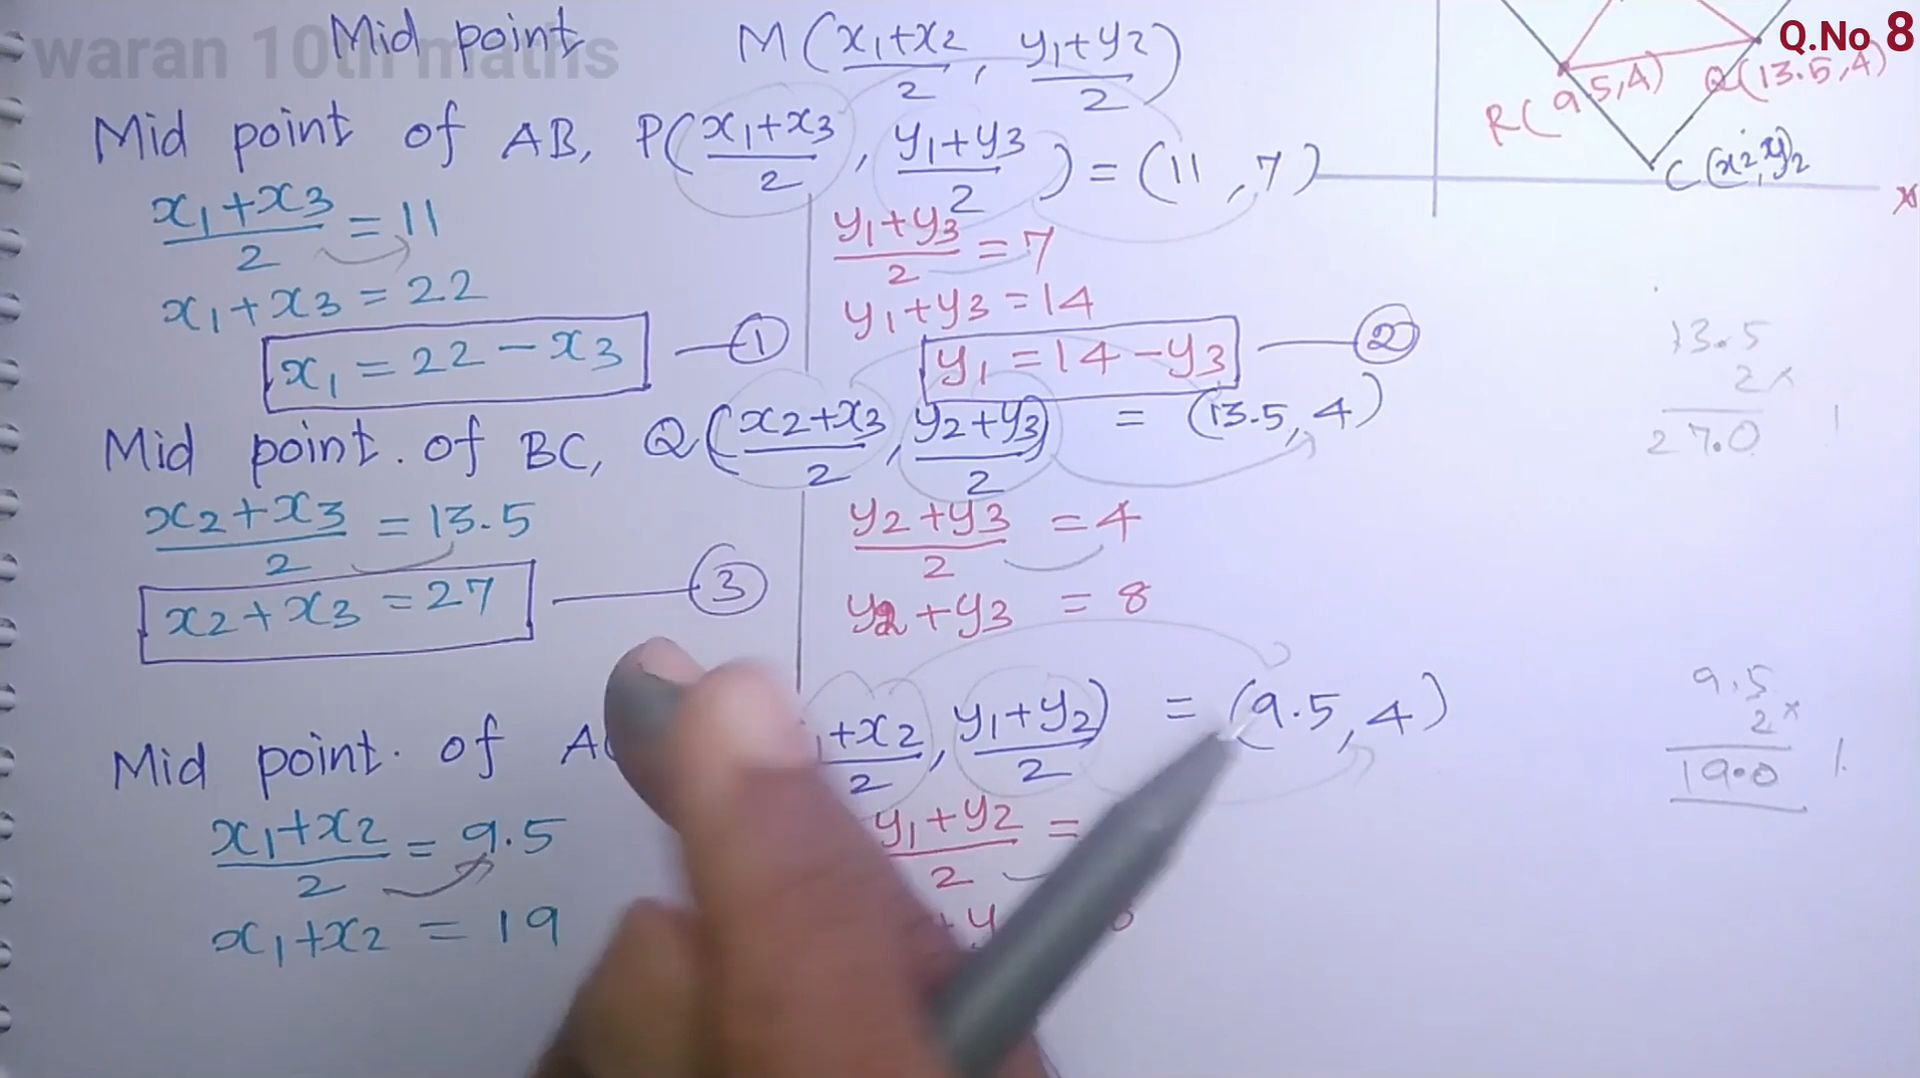 waran 10th maths
Q.No 8
Mid point M(x1+x2/2, y1+y2/2)
R(9.5,4) Q(13.5,4)
C(x2,y)2
x
Mid point of AB, P(x1+x3/2, y1+y3/2) = (11,7)
x1+x3/2 = 11
x1+x3 = 22
x1 = 22-x3 — 1
y1+y3/2 = 7
y1+y3 = 14
y1 = 14-y3 — 2
Mid point. of BC, Q(x2+x3/2, y2+y3/2) = (13.5,4)
x2+x3/2 = 13.5
x2+x3 = 27 — 3
y2+y3/2 = 4
y2+y3 = 8
Mid point. of +x2/2, y1+y2/2) = (9.5,4)
x1+x2/2 = 9.5
x1+x2 = 19
y1+y2/2 =
13.5
2×
27.0
9.5
2×
19.0